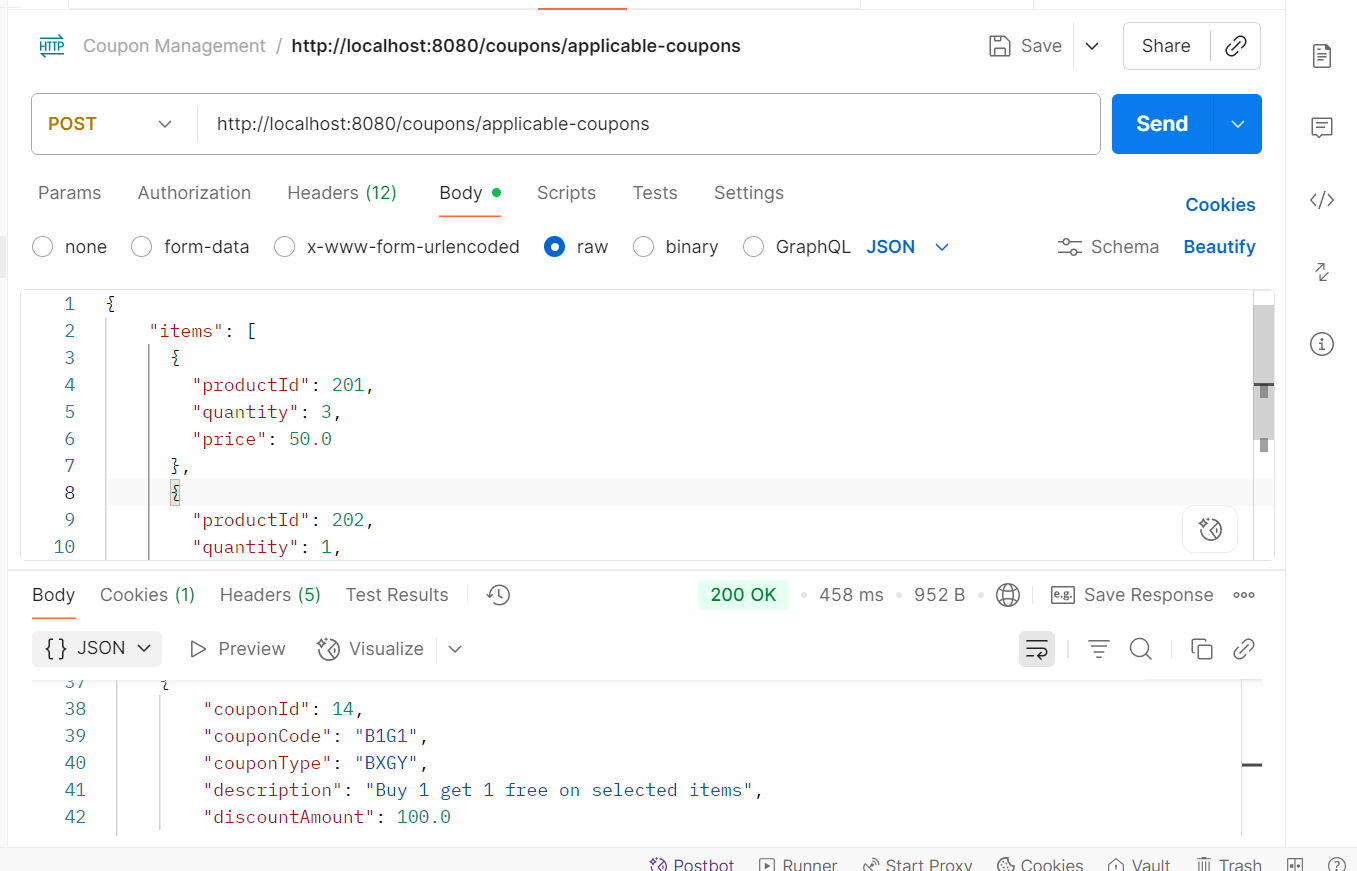 HTTP Coupon Management / http://localhost:8080/coupons/applicable-coupons Save Share
POST http://localhost:8080/coupons/applicable-coupons Send
Params Authorization Headers (12) Body Scripts Tests Settings Cookies
none form-data x-www-form-urlencoded raw binary GraphQL JSON Schema Beautify
1 {
2 "items": [
3 {
4 "productId": 201,
5 "quantity": 3,
6 "price": 50.0
7 },
8 {
9 "productId": 202,
10 "quantity": 1,
Body Cookies (1) Headers (5) Test Results 200 OK • 458 ms • 952 B • e.g. Save Response
{} JSON Preview Visualize
37 {
38 "couponId": 14,
39 "couponCode": "B1G1",
40 "couponType": "BXGY",
41 "description": "Buy 1 get 1 free on selected items",
42 "discountAmount": 100.0
Postbot Runner Start Proxy Cookies Vault Trash